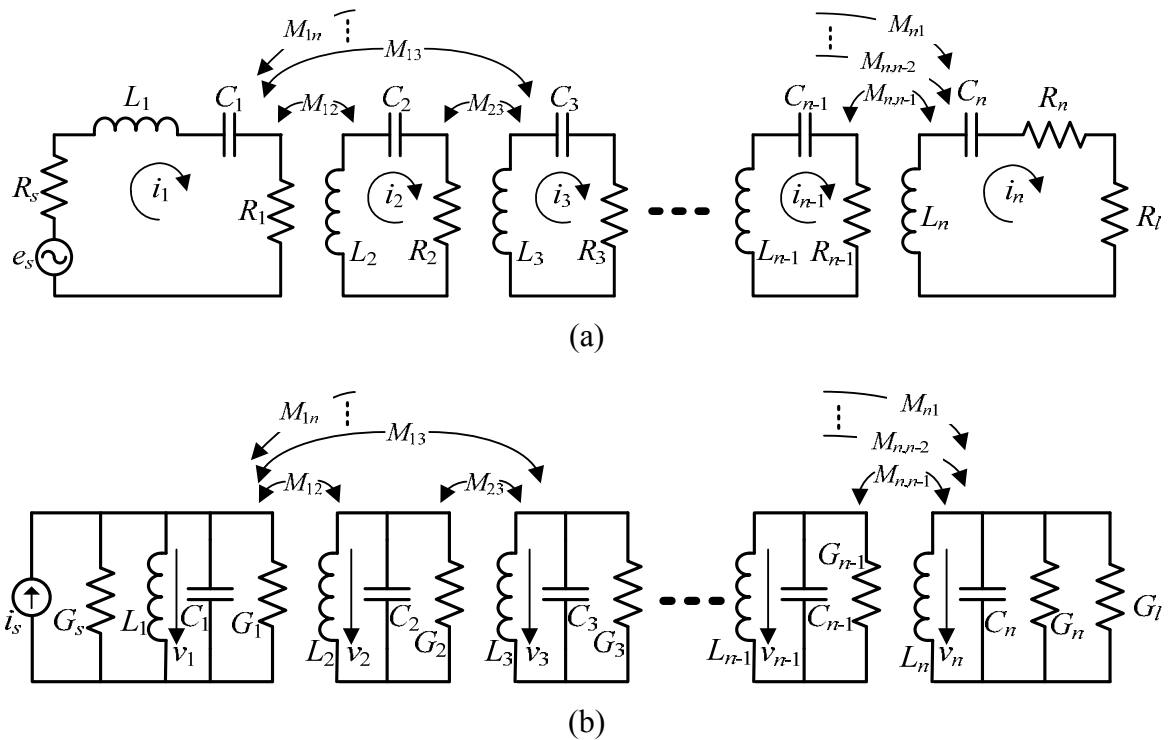 M1n M13 Mn1
Mn,n-2
L1 C1 M12 C2 M23 C3 Cn-1 Mn,n-1 Cn Rn
Rs i1 R1 i2 i3 in-1 in Rl
es L2 R2 L3 R3 Ln-1 Rn-1 Ln
(a)
M1n M13 Mn1
Mn,n-2
M12 M23 Mn,n-1
is Gs L1 C1 G1 C2 G2 C3 G3 Gn-1 Cn-1 Cn Gn Gl
v1 L2 v2 L3 v3 Ln-1 vn-1 Ln vn
(b)